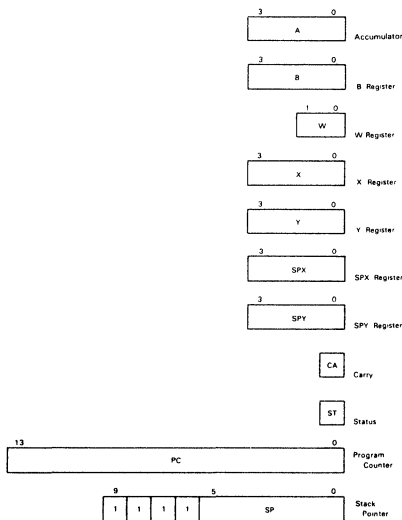 3 0
A Accumulator
3 0
B B Register
1 0
W W Register
3 0
X X Register
3 0
Y Y Register
3 0
SPX SPX Register
3 0
SPY SPY Register
CA Carry
ST Status
13 0
PC Program
Counter
9 5 0
1 1 1 1 SP Stack
Pointer